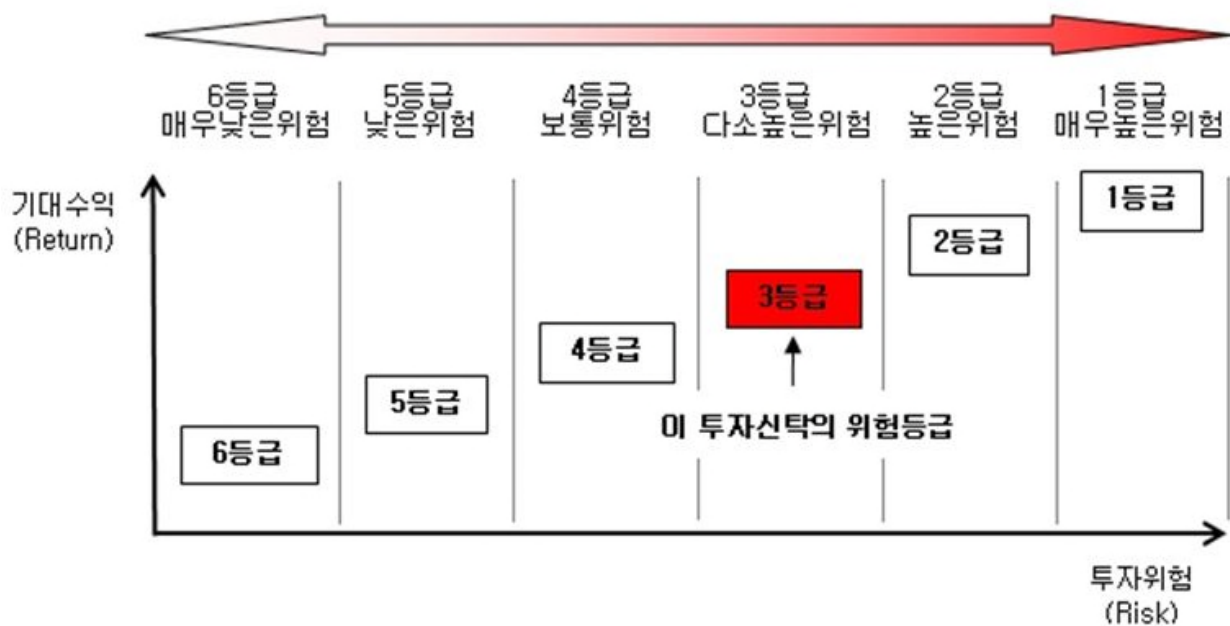 6등급 5등급 4등급 3등급 2등급 1등급
매우낮은위험 낮은위험 보통위험 다소높은위험 높은위험 매우높은위험
기대수익
(Return)
1등급
2등급
3등급
4등급
5등급
이 투자신탁의 위험등급
6등급
투자위험
(Risk)